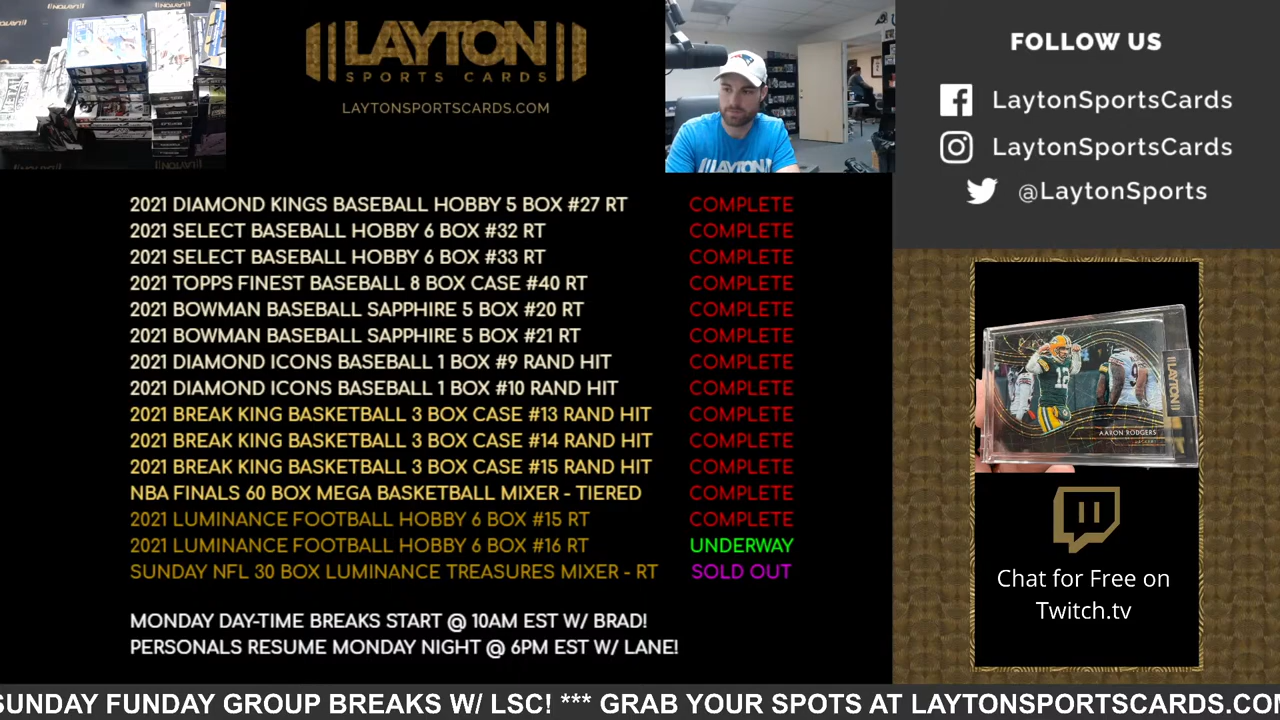 LAYTON
SPORTS CARDS
LAYTONSPORTSCARDS.COM
LAYTON
FOLLOW US
LaytonSportsCards
LaytonSportsCards
@LaytonSports
2021 DIAMOND KINGS BASEBALL HOBBY 5 BOX #27 RT COMPLETE
2021 SELECT BASEBALL HOBBY 6 BOX #32 RT COMPLETE
2021 SELECT BASEBALL HOBBY 6 BOX #33 RT COMPLETE
2021 TOPPS FINEST BASEBALL 8 BOX CASE #40 RT COMPLETE
2021 BOWMAN BASEBALL SAPPHIRE 5 BOX #20 RT COMPLETE
2021 BOWMAN BASEBALL SAPPHIRE 5 BOX #21 RT COMPLETE
2021 DIAMOND ICONS BASEBALL 1 BOX #9 RAND HIT COMPLETE
2021 DIAMOND ICONS BASEBALL 1 BOX #10 RAND HIT COMPLETE
2021 BREAK KING BASKETBALL 3 BOX CASE #13 RAND HIT COMPLETE
2021 BREAK KING BASKETBALL 3 BOX CASE #14 RAND HIT COMPLETE
2021 BREAK KING BASKETBALL 3 BOX CASE #15 RAND HIT COMPLETE
NBA FINALS 60 BOX MEGA BASKETBALL MIXER - TIERED COMPLETE
2021 LUMINANCE FOOTBALL HOBBY 6 BOX #15 RT COMPLETE
2021 LUMINANCE FOOTBALL HOBBY 6 BOX #16 RT UNDERWAY
SUNDAY NFL 30 BOX LUMINANCE TREASURES MIXER - RT SOLD OUT
MONDAY DAY-TIME BREAKS START @ 10AM EST W/ BRAD!
PERSONALS RESUME MONDAY NIGHT @ 6PM EST W/ LANE!
12
AARON RODGERS
LAYTON
Chat for Free on
Twitch.tv
SUNDAY FUNDAY GROUP BREAKS W/ LSC! *** GRAB YOUR SPOTS AT LAYTONSPORTSCARDS.COM